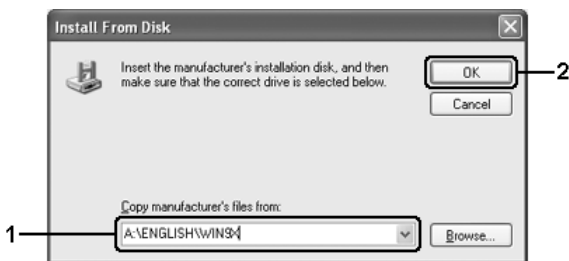 Install From Disk
Insert the manufacturer's installation disk, and then
make sure that the correct drive is selected below.
OK
2
Cancel
Copy manufacturer's files from:
1
A:\ENGLISH\WIN9X
Browse...